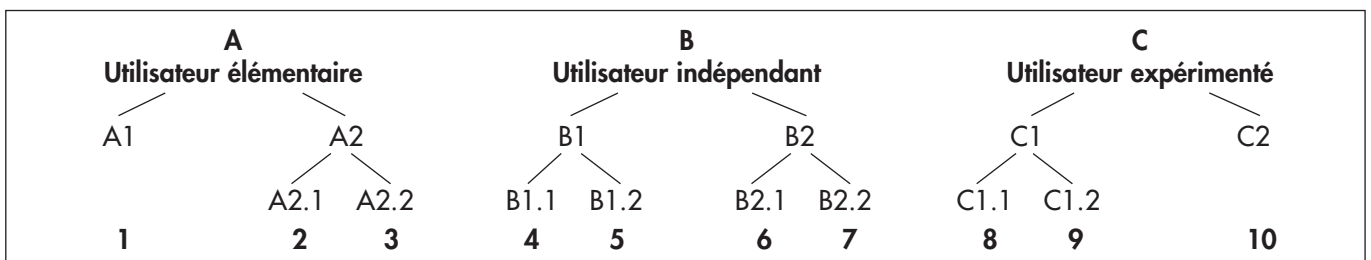 A B C
Utilisateur élémentaire Utilisateur indépendant Utilisateur expérimenté
A1 A2 B1 B2 C1 C2
A2.1 A2.2 B1.1 B1.2 B2.1 B2.2 C1.1 C1.2
1 2 3 4 5 6 7 8 9 10